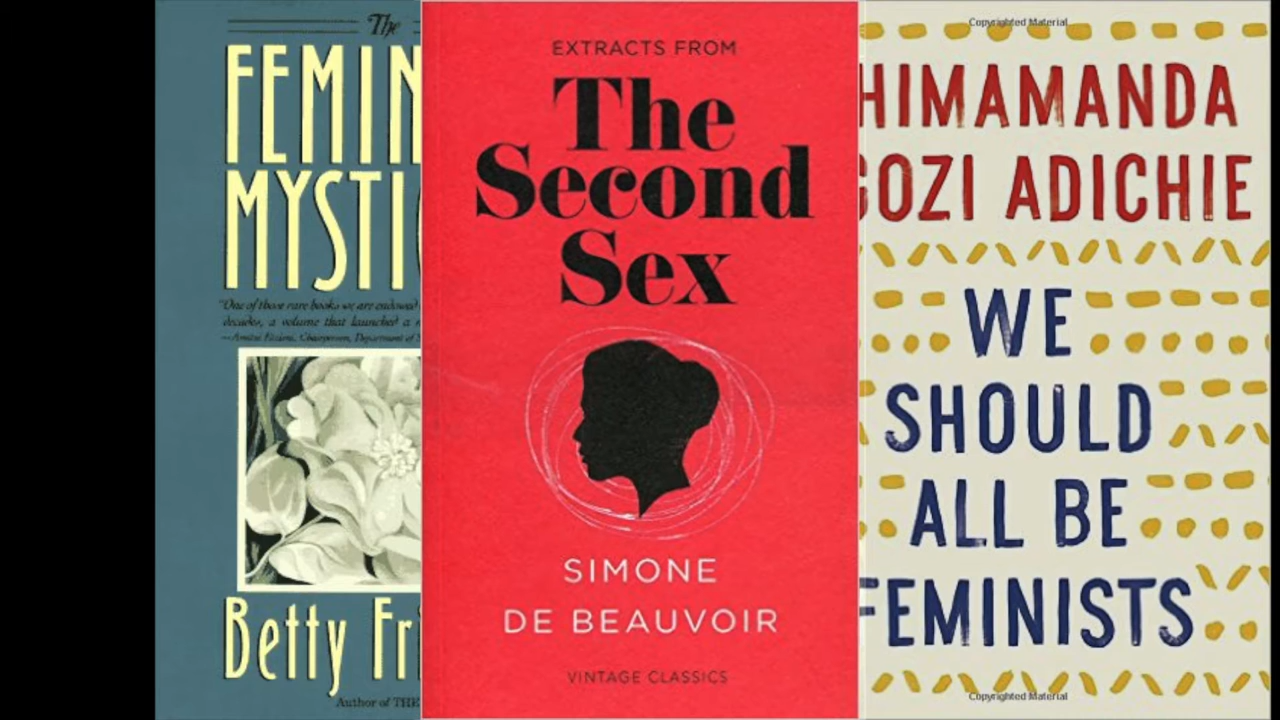 The
FEMIN
MYSTI
"One of those rare books we are endowed
decades, a volume that launched a
Betty Fri
Author of THE
EXTRACTS FROM
The
Second
Sex
SIMONE
DE BEAUVOIR
VINTAGE CLASSICS
Copyrighted Material
HIMAMANDA
GOZI ADICHIE
WE
SHOULD
ALL BE
FEMINISTS
Copyrighted Material